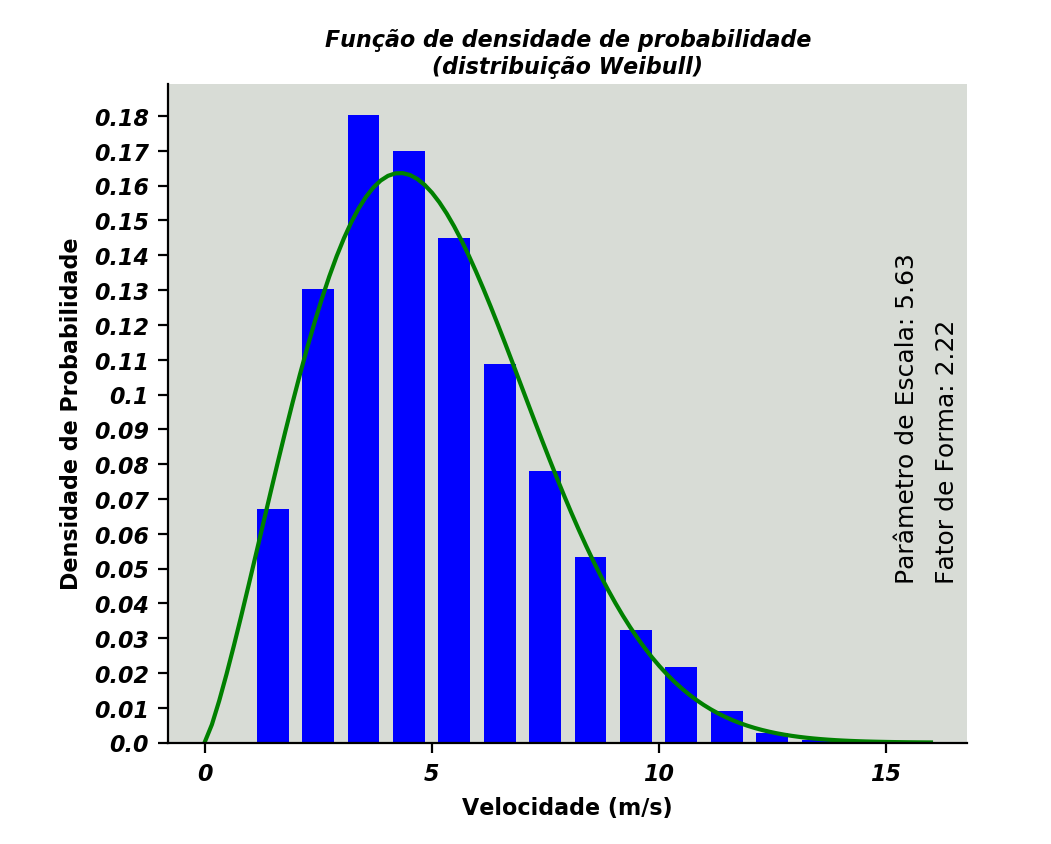 Função de densidade de probabilidade
(distribuição Weibull)
Densidade de Probabilidade
0.18
0.17
0.16
0.15
0.14
0.13
0.12
0.11
0.1
0.09
0.08
0.07
0.06
0.05
0.04
0.03
0.02
0.01
0.0
Parâmetro de Escala: 5.63
Fator de Forma: 2.22
0 5 10 15
Velocidade (m/s)